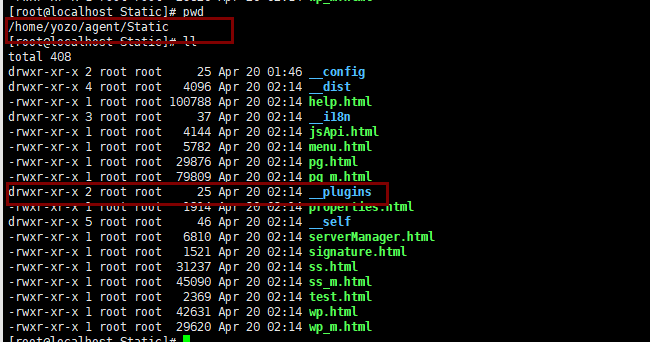 [root@localhost Static]# pwd
/home/yozo/agent/Static
[root@localhost Static]# ll
total 408
drwxr-xr-x 2 root root     25 Apr 20 01:46 __config
drwxr-xr-x 4 root root   4096 Apr 20 02:14 __dist
-rwxr-xr-x 1 root root 100788 Apr 20 02:14 help.html
drwxr-xr-x 3 root root     37 Apr 20 02:14 __i18n
-rwxr-xr-x 1 root root   4144 Apr 20 02:14 jsApi.html
-rwxr-xr-x 1 root root   5782 Apr 20 02:14 menu.html
-rwxr-xr-x 1 root root  29876 Apr 20 02:14 pg.html
-rwxr-xr-x 1 root root  79809 Apr 20 02:14 pg_m.html
drwxr-xr-x 2 root root     25 Apr 20 02:14 __plugins
-rwxr-xr-x 1 root root   1914 Apr 20 02:14 properties.html
drwxr-xr-x 5 root root     46 Apr 20 02:14 __self
-rwxr-xr-x 1 root root   6810 Apr 20 02:14 serverManager.html
-rwxr-xr-x 1 root root   1521 Apr 20 02:14 signature.html
-rwxr-xr-x 1 root root  31237 Apr 20 02:14 ss.html
-rwxr-xr-x 1 root root  45090 Apr 20 02:14 ss_m.html
-rwxr-xr-x 1 root root   2369 Apr 20 02:14 test.html
-rwxr-xr-x 1 root root  42631 Apr 20 02:14 wp.html
-rwxr-xr-x 1 root root  29620 Apr 20 02:14 wp_m.html
[root@localhost Static]#